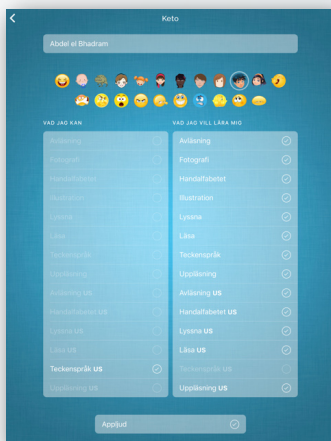 Keto
Abdel el Bhadram
VAD JAG KAN
VAD JAG VILL LÄRA MIG
Avläsning
Fotografi
Handalfabetet
Illustration
Lyssna
Läsa
Teckenspråk
Uppläsning
Avläsning US
Handalfabetet US
Lyssna US
Läsa US
Teckenspråk US
Uppläsning US
Avläsning
Fotografi
Handalfabetet
Illustration
Lyssna
Läsa
Teckenspråk
Uppläsning
Avläsning US
Handalfabetet US
Lyssna US
Läsa US
Teckenspråk US
Uppläsning US
Appljud